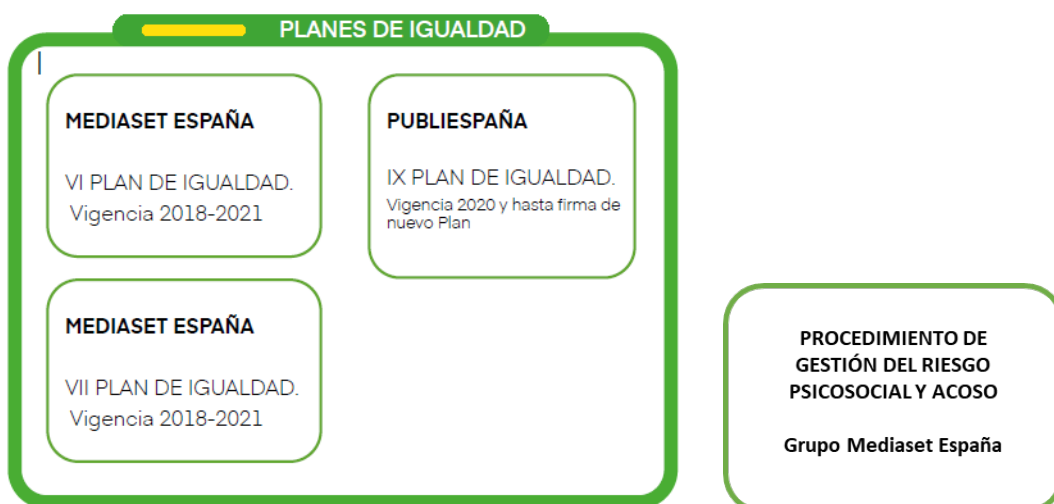 PLANES DE IGUALDAD
MEDIASET ESPAÑA
VI PLAN DE IGUALDAD.
Vigencia 2018-2021
PUBLIESPAÑA
IX PLAN DE IGUALDAD.
Vigencia 2020 y hasta firma de
nuevo Plan
MEDIASET ESPAÑA
VII PLAN DE IGUALDAD.
Vigencia 2018-2021
PROCEDIMIENTO DE
GESTIÓN DEL RIESGO
PSICOSOCIAL Y ACOSO
Grupo Mediaset España